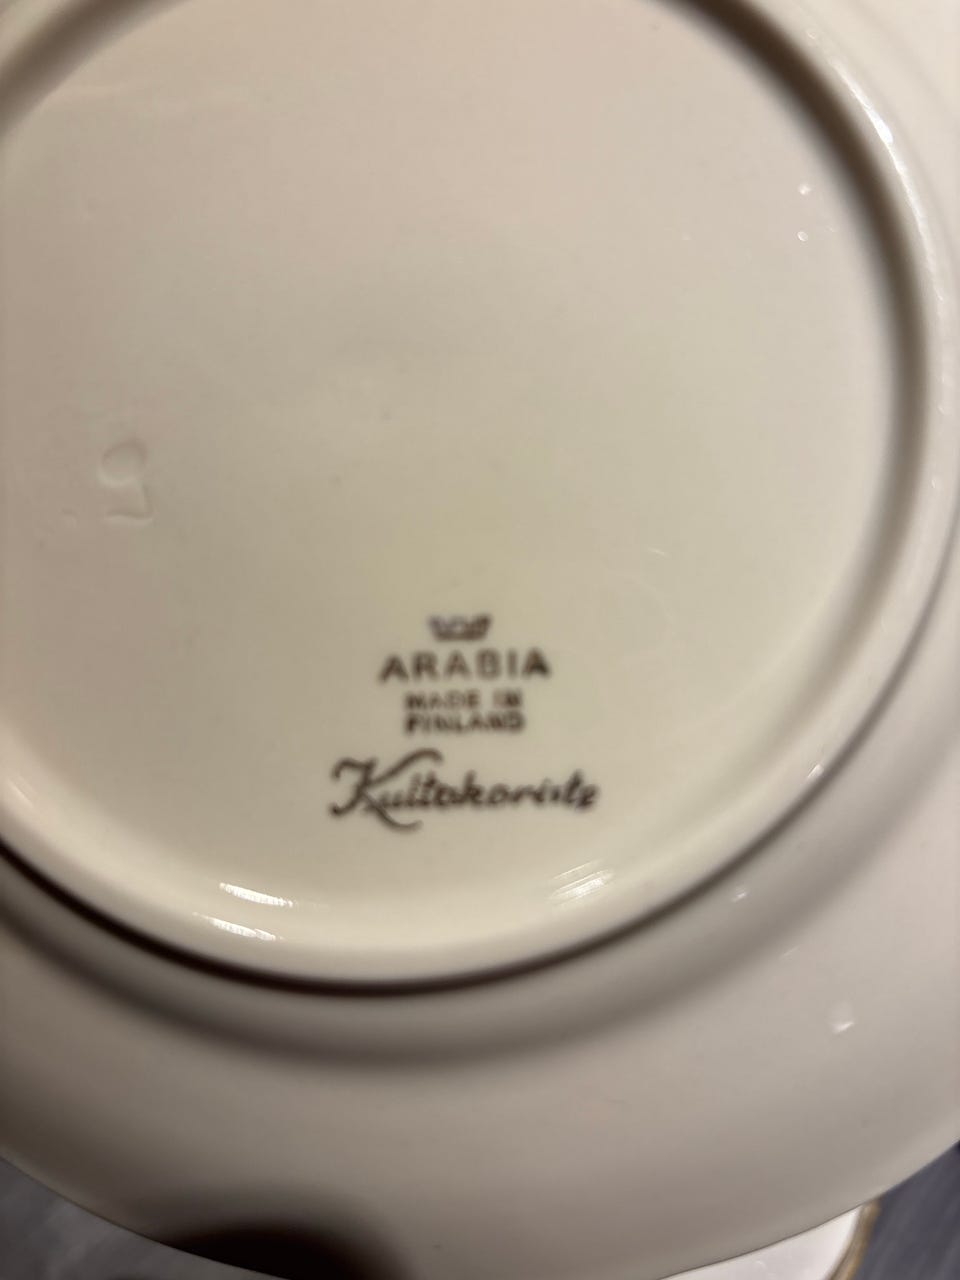 ARABIA
MADE IN
FINLAND
Kultakoriste